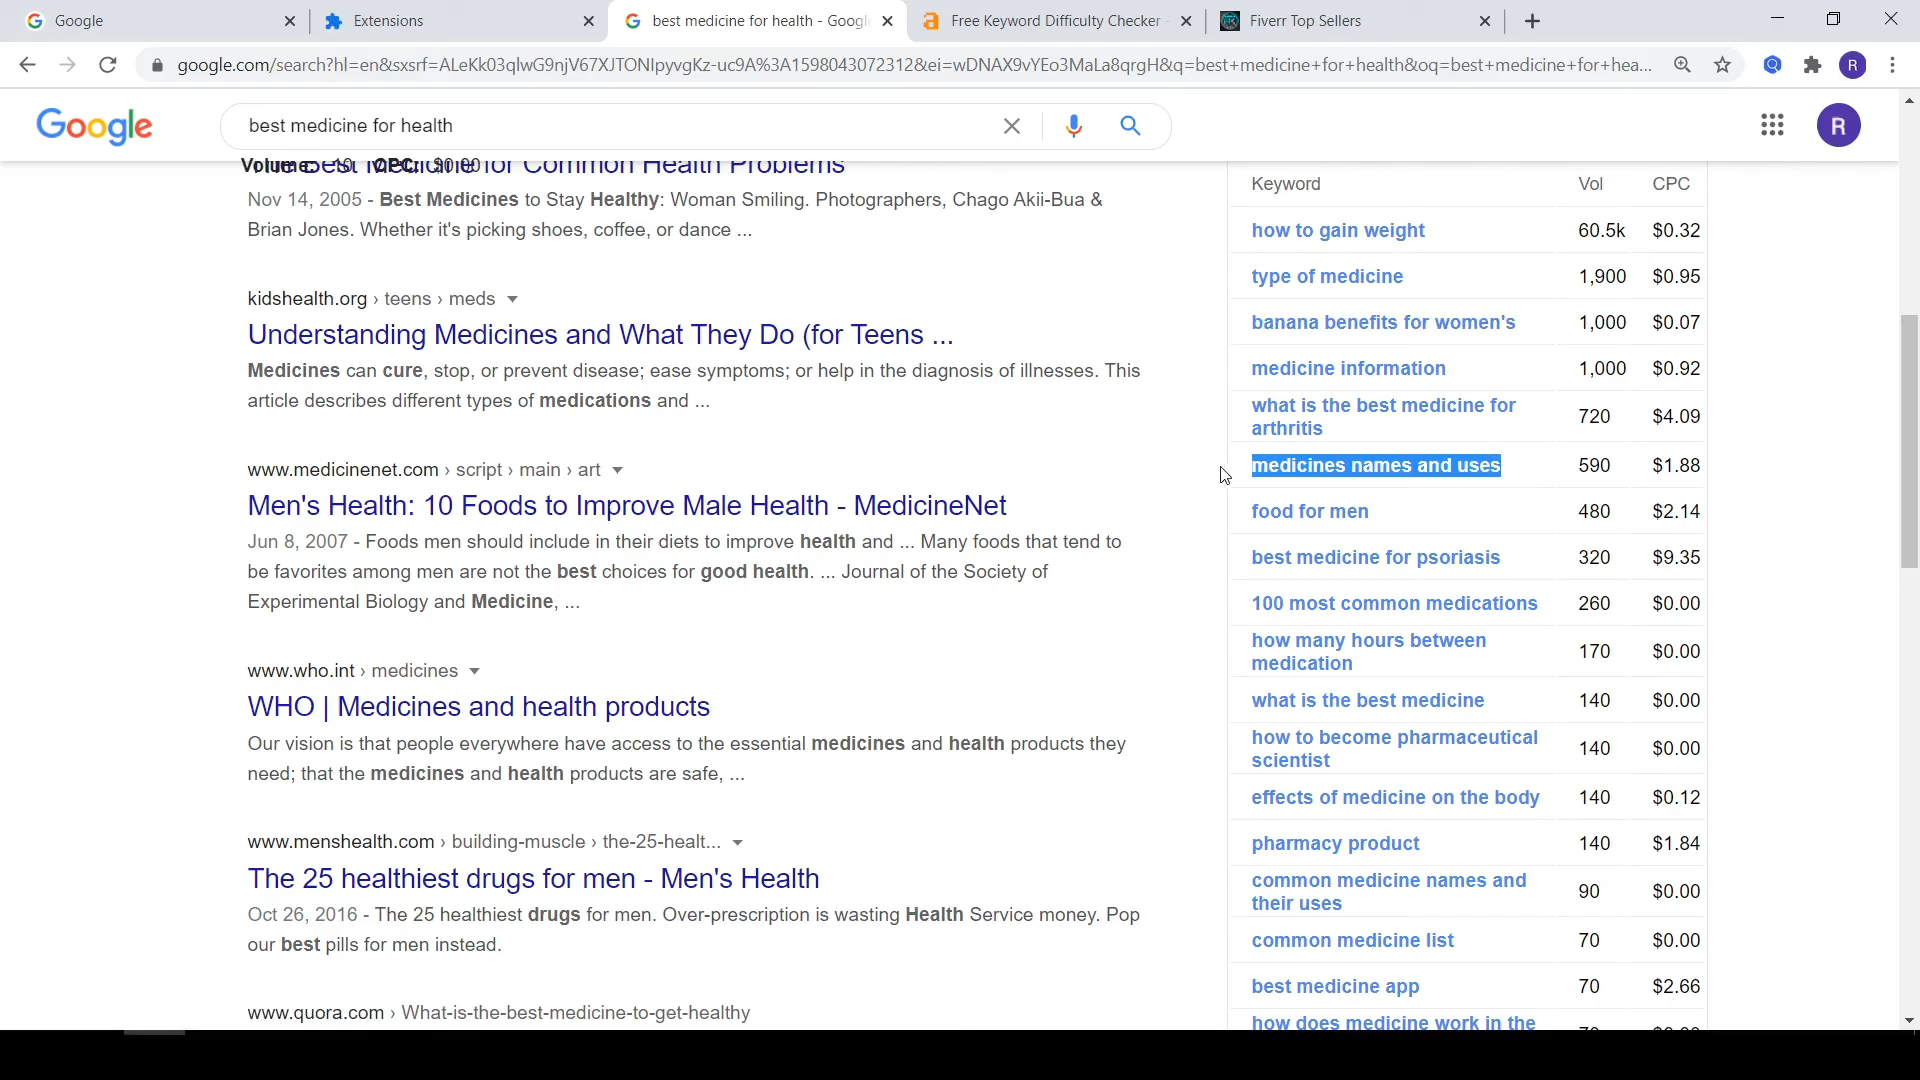 Google
Extensions
best medicine for health - Googl
Free Keyword Difficulty Checker
Fiverr Top Sellers
google.com/search?hl=en&sxsrf=ALeKk03qlwG9njV67XJTONIpyvgKz-uc9A%3A1598043072312&ei=wDNAX9vYEo3MaLa8qrgH&q=best+medicine+for+health&oq=best+medicine+for+hea...
R
Google
best medicine for health
R
The Best Medicine for Common Health Problems
Volume: 10 CPC: $0.00
Nov 14, 2005 - Best Medicines to Stay Healthy: Woman Smiling. Photographers, Chago Akii-Bua &
Brian Jones. Whether it's picking shoes, coffee, or dance ...
kidshealth.org › teens › meds
Understanding Medicines and What They Do (for Teens ...
Medicines can cure, stop, or prevent disease; ease symptoms; or help in the diagnosis of illnesses. This
article describes different types of medications and ...
www.medicinenet.com › script › main › art
Men's Health: 10 Foods to Improve Male Health - MedicineNet
Jun 8, 2007 - Foods men should include in their diets to improve health and ... Many foods that tend to
be favorites among men are not the best choices for good health. ... Journal of the Society of
Experimental Biology and Medicine, ...
www.who.int › medicines
WHO | Medicines and health products
Our vision is that people everywhere have access to the essential medicines and health products they
need; that the medicines and health products are safe, ...
www.menshealth.com › building-muscle › the-25-healt...
The 25 healthiest drugs for men - Men's Health
Oct 26, 2016 - The 25 healthiest drugs for men. Over-prescription is wasting Health Service money. Pop
our best pills for men instead.
www.quora.com › What-is-the-best-medicine-to-get-healthy
Keyword Vol CPC
how to gain weight 60.5k $0.32
type of medicine 1,900 $0.95
banana benefits for women's 1,000 $0.07
medicine information 1,000 $0.92
what is the best medicine for
arthritis 720 $4.09
medicines names and uses 590 $1.88
food for men 480 $2.14
best medicine for psoriasis 320 $9.35
100 most common medications 260 $0.00
how many hours between
medication 170 $0.00
what is the best medicine 140 $0.00
how to become pharmaceutical
scientist 140 $0.00
effects of medicine on the body 140 $0.12
pharmacy product 140 $1.84
common medicine names and
their uses 90 $0.00
common medicine list 70 $0.00
best medicine app 70 $2.66
how does medicine work in the